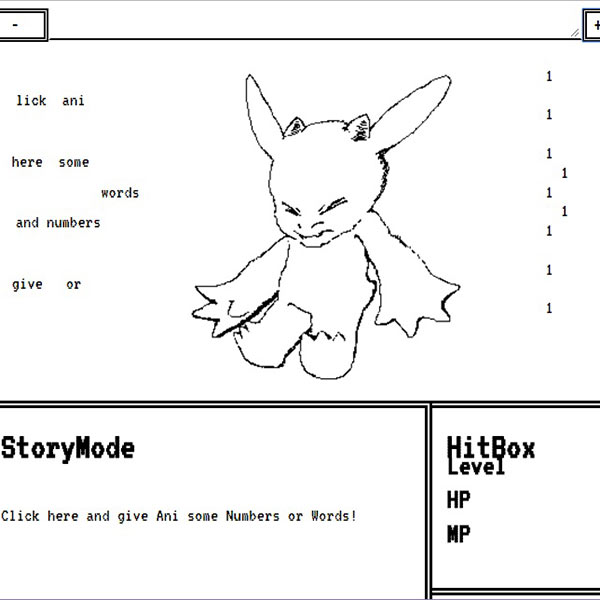 -
+
lick ani
here some
words
and numbers
give or
1
1
1
1
1
1
1
1
1
StoryMode
Click here and give Ani some Numbers or Words!
HitBox
Level
HP
MP